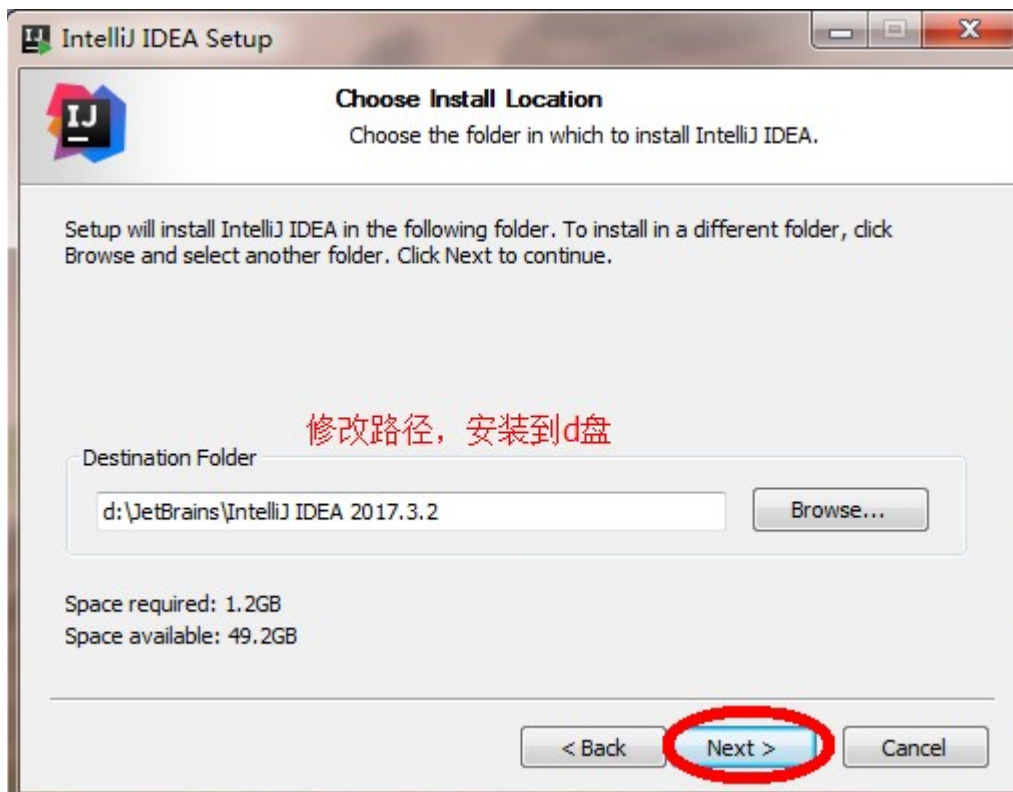 IntelliJ IDEA Setup
IJ
Choose Install Location
Choose the folder in which to install IntelliJ IDEA.
Setup will install IntelliJ IDEA in the following folder. To install in a different folder, click
Browse and select another folder. Click Next to continue.
修改路径，安装到d盘
Destination Folder
d:\JetBrains\IntelliJ IDEA 2017.3.2
Browse...
Space required: 1.2GB
Space available: 49.2GB
< Back
Next >
Cancel